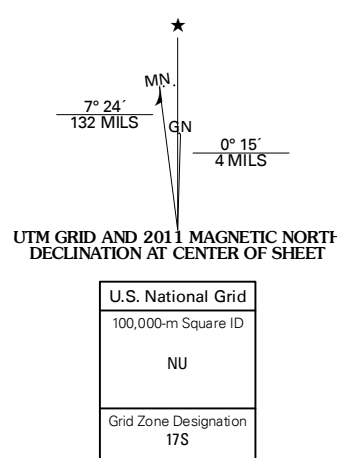 ★
M.N.
7° 24´
132 MILS
GN
0° 15´
4 MILS
UTM GRID AND 2011 MAGNETIC NORTH
DECLINATION AT CENTER OF SHEET
U.S. National Grid
100,000-m Square ID
NU
Grid Zone Designation
17S